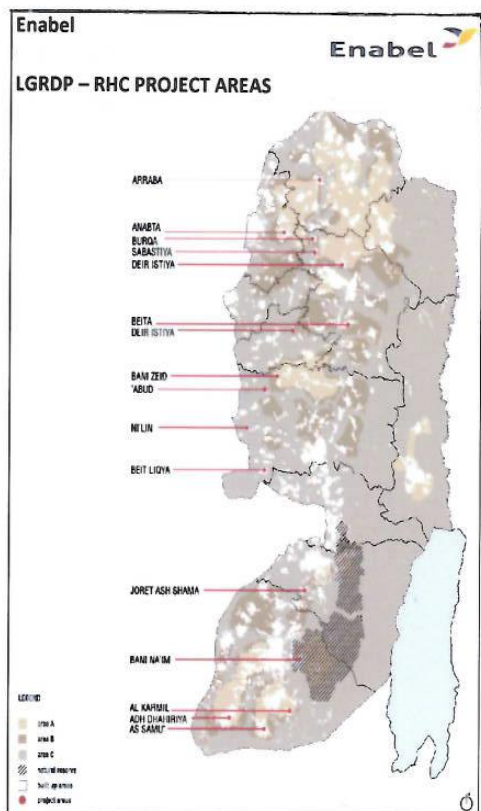 Enabel
Enabel
LGRDP – RHC PROJECT AREAS
ARRABA
ANABTA
BURQA
SABASTIYA
DEIR ISTIYA
BEITA
DEIR ISTIYA
BANI ZEID
'ABUD
NI'LIN
BEIT LIQYA
JORET ASH SHAMA
BANI NA'IM
AL KARMIL
ADH DHAHIRIYA
AS SAMU'
LEGEND
area A
area B
area C
natural reserve
built up areas
project areas